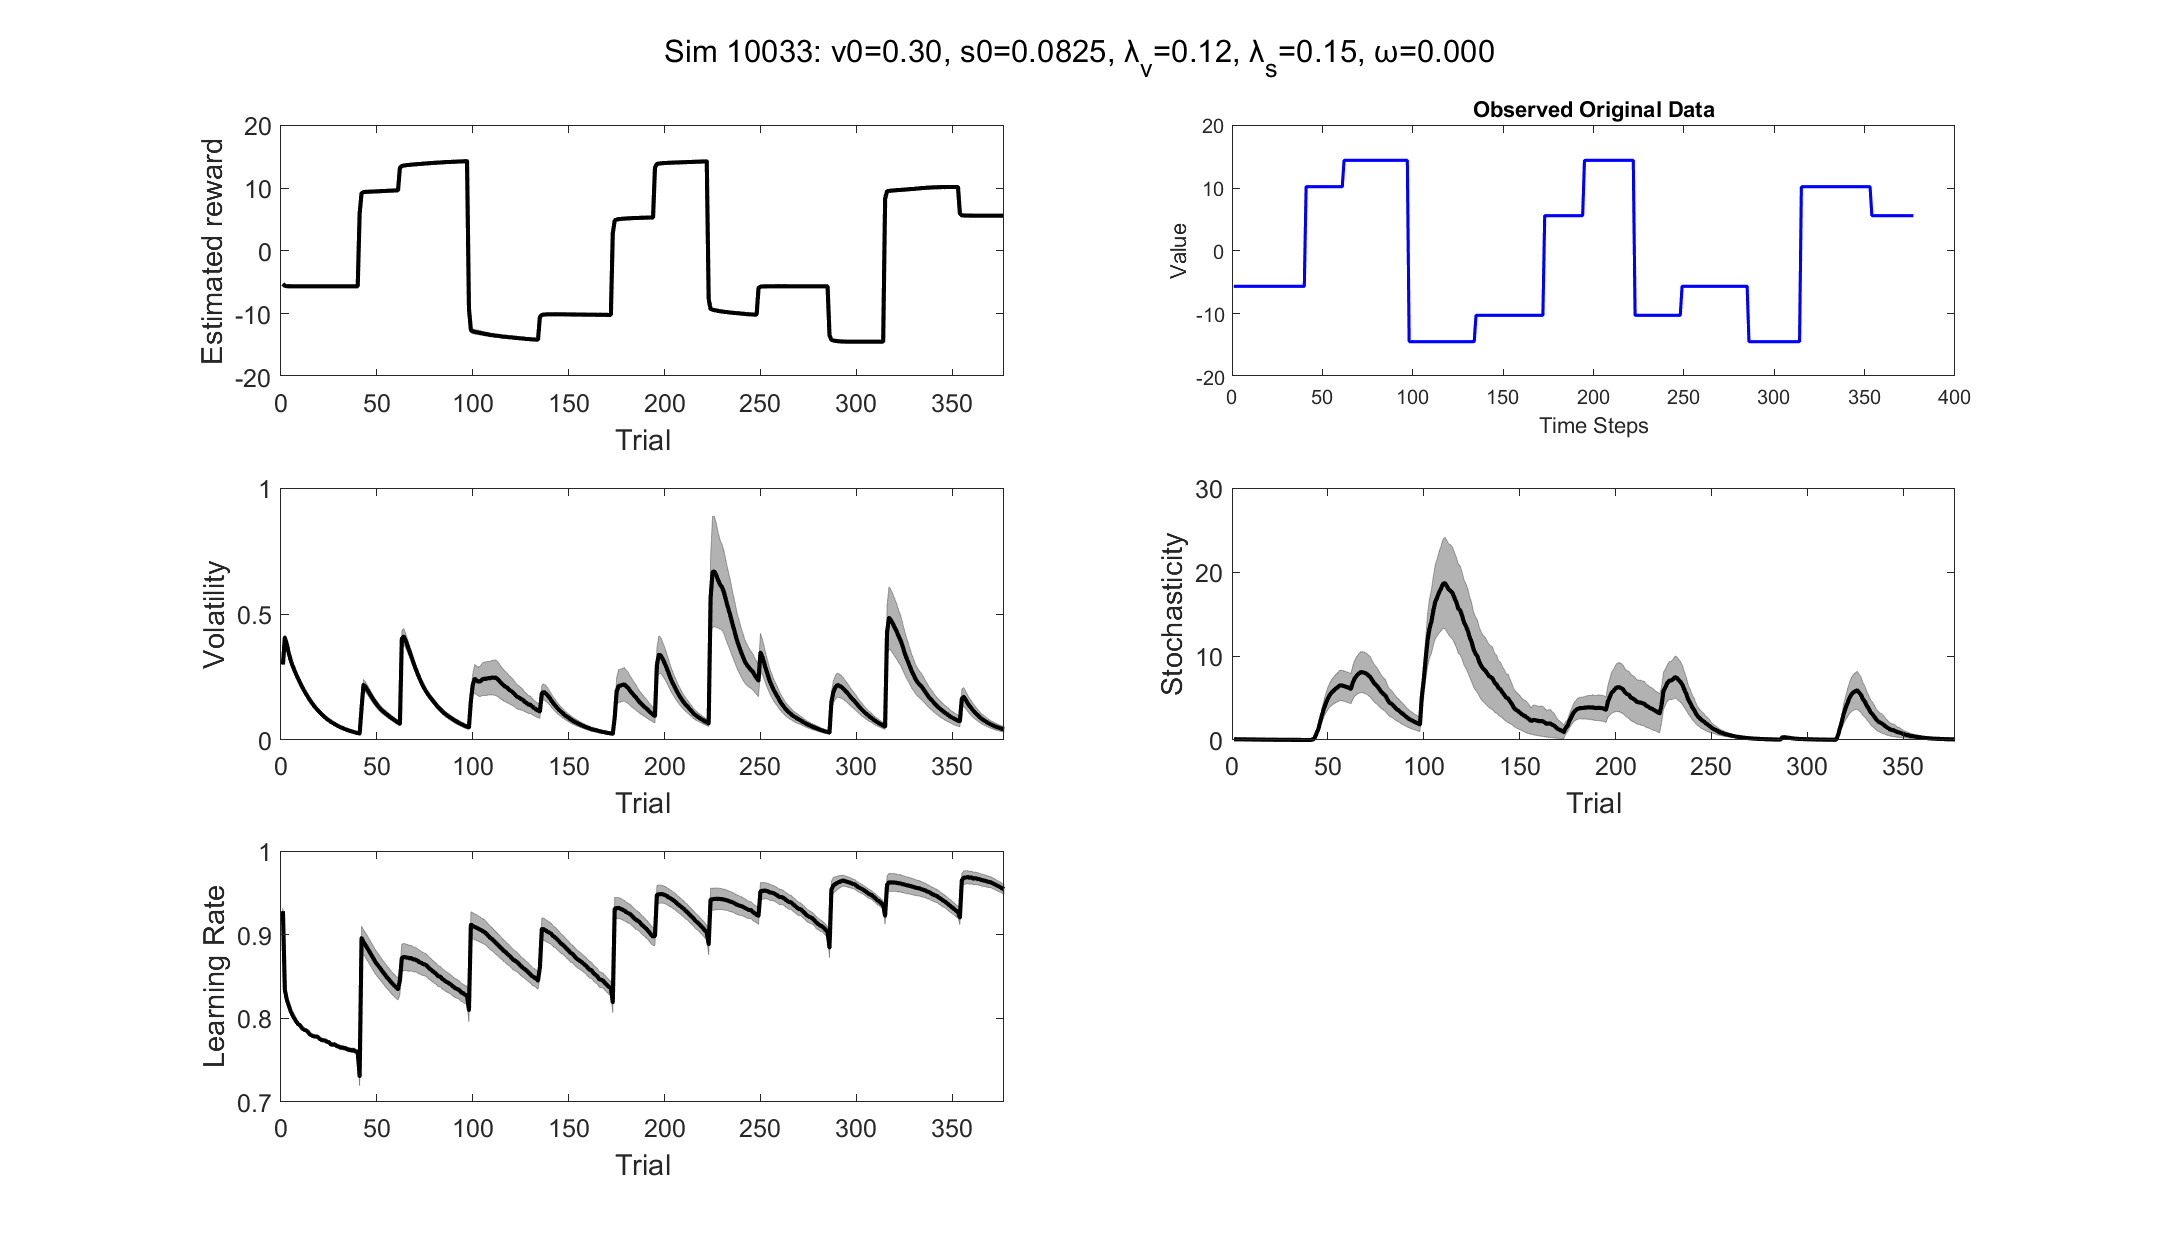 Sim 10033: v0=0.30, s0=0.0825, λv=0.12, λs=0.15, ω=0.000
Estimated reward
20
10
0
-10
-20
0 50 100 150 200 250 300 350
Trial
Observed Original Data
Value
20
10
0
-10
-20
0 50 100 150 200 250 300 350 400
Time Steps
Volatility
1
0.5
0
0 50 100 150 200 250 300 350
Trial
Stochasticity
30
20
10
0
0 50 100 150 200 250 300 350
Trial
Learning Rate
1
0.9
0.8
0.7
0 50 100 150 200 250 300 350
Trial